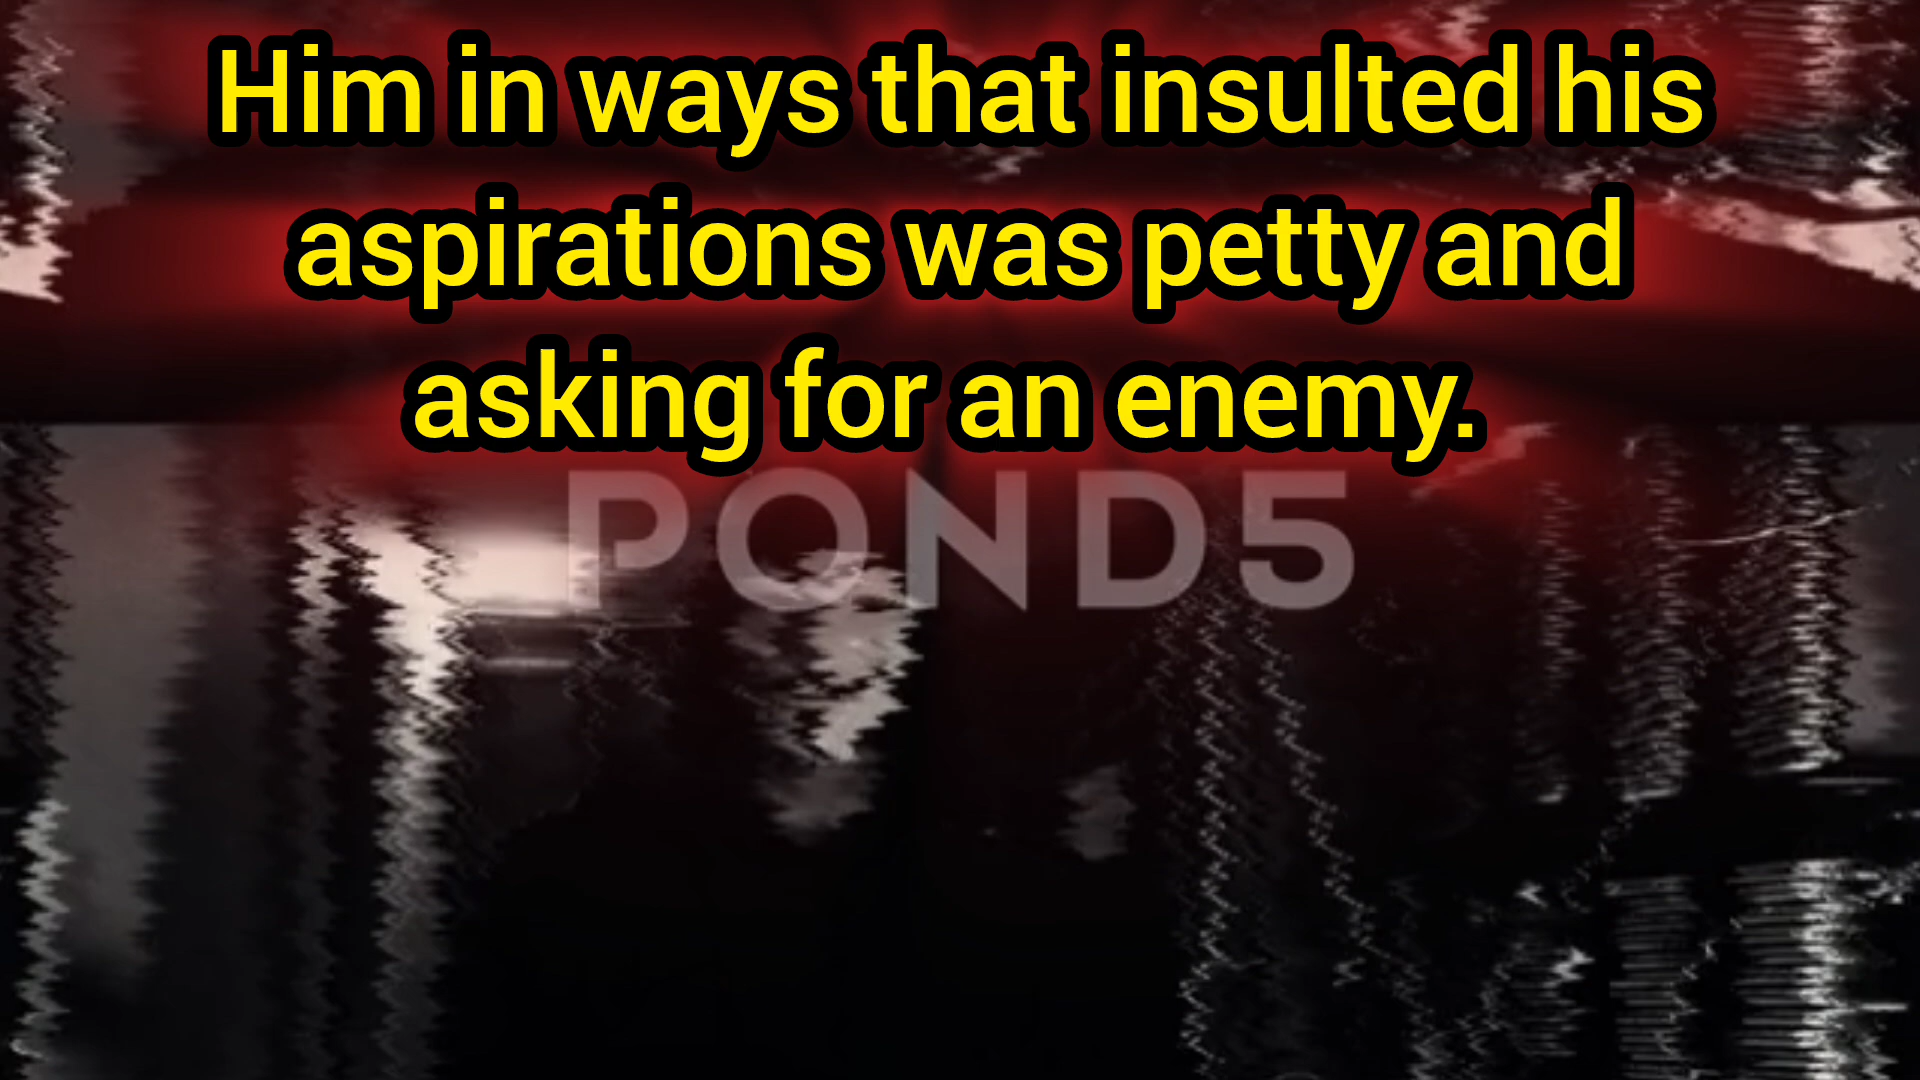 Him in ways that insulted his
aspirations was petty and
asking for an enemy.
POND5